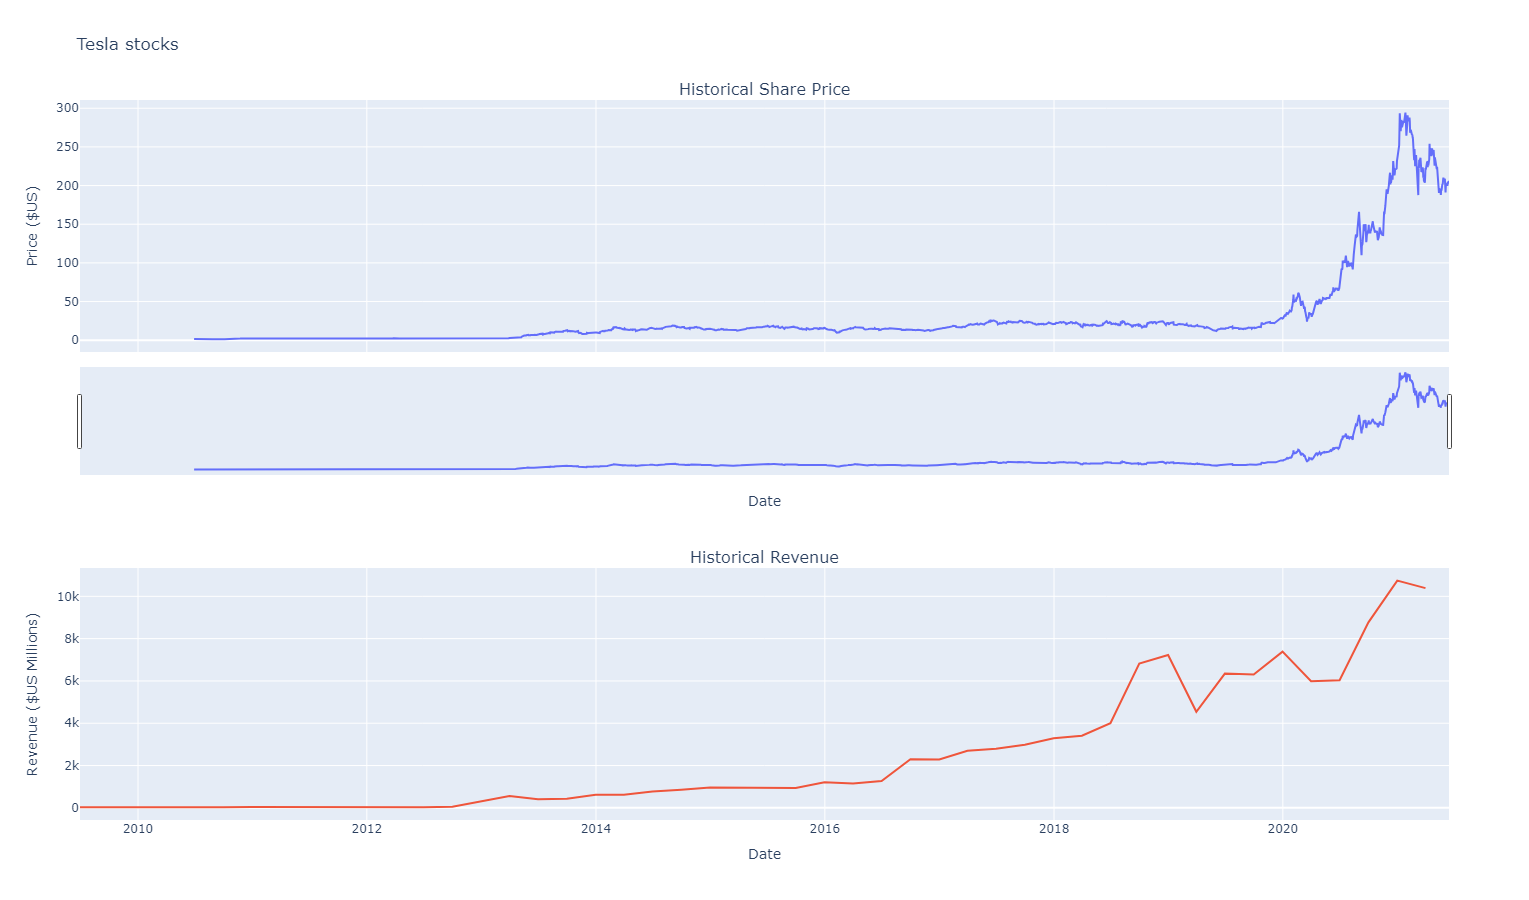 Tesla stocks
Historical Share Price
300
250
200
150
100
50
0
Price ($US)
Date
Historical Revenue
10k
8k
6k
4k
2k
0
Revenue ($US Millions)
2010 2012 2014 2016 2018 2020
Date